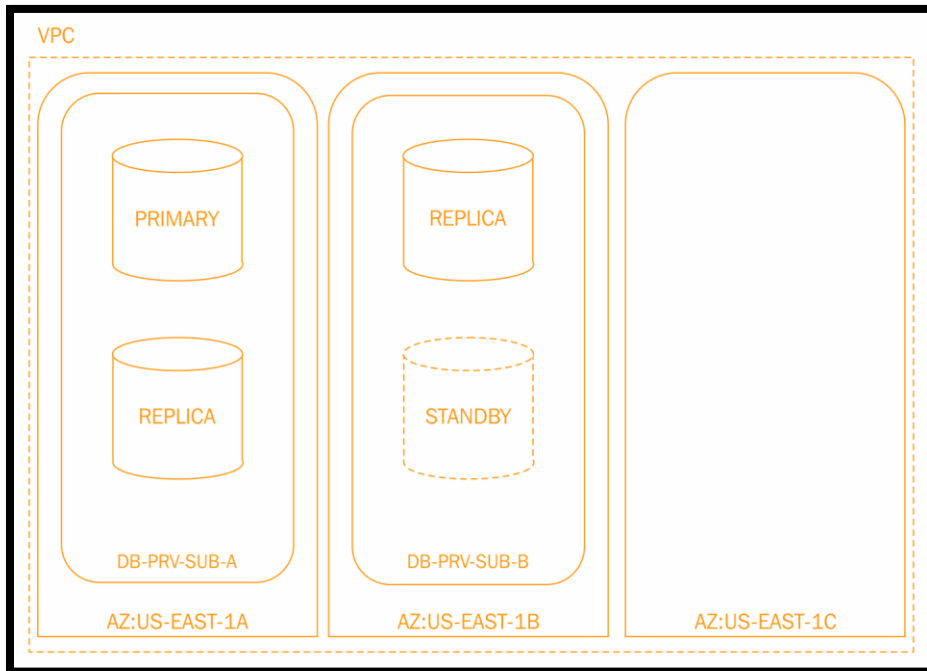 VPC
PRIMARY
REPLICA
REPLICA
STANDBY
DB-PRV-SUB-A
DB-PRV-SUB-B
AZ:US-EAST-1A
AZ:US-EAST-1B
AZ:US-EAST-1C